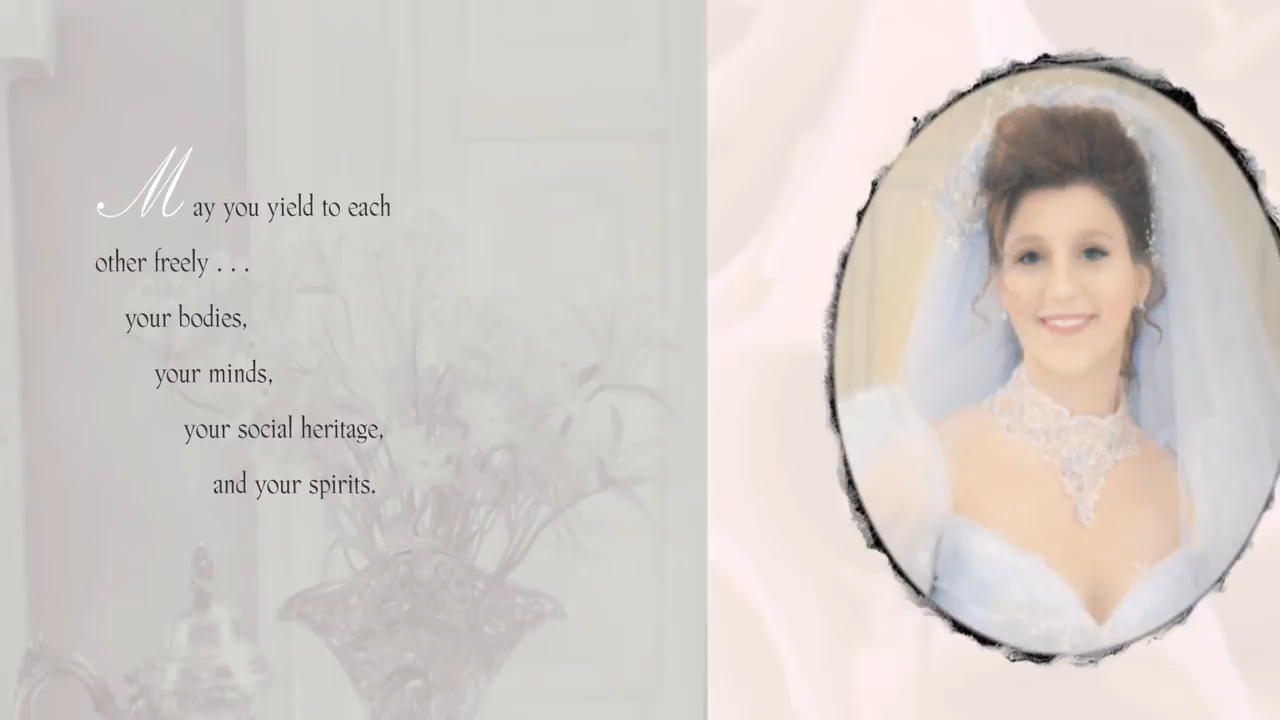 May you yield to each
other freely . . .
your bodies,
your minds,
your social heritage,
and your spirits.